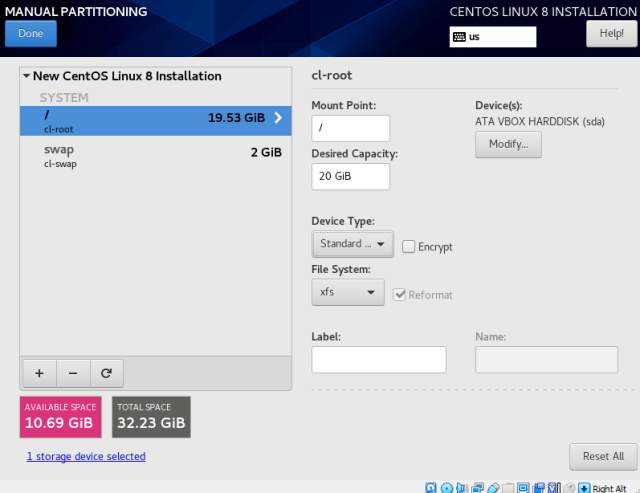 MANUAL PARTITIONING
CENTOS LINUX 8 INSTALLATION
Done
us
Help!
New CentOS Linux 8 Installation
SYSTEM
/
19.53 GiB
cl-root
swap
2 GiB
cl-swap
+ −
AVAILABLE SPACE
10.69 GiB
TOTAL SPACE
32.23 GiB
1 storage device selected
cl-root
Mount Point:
/
Device(s):
ATA VBOX HARDDISK (sda)
Modify...
Desired Capacity:
20 GiB
Device Type:
Standard ...
Encrypt
File System:
xfs
Reformat
Label:
Name:
Reset All
Right Alt